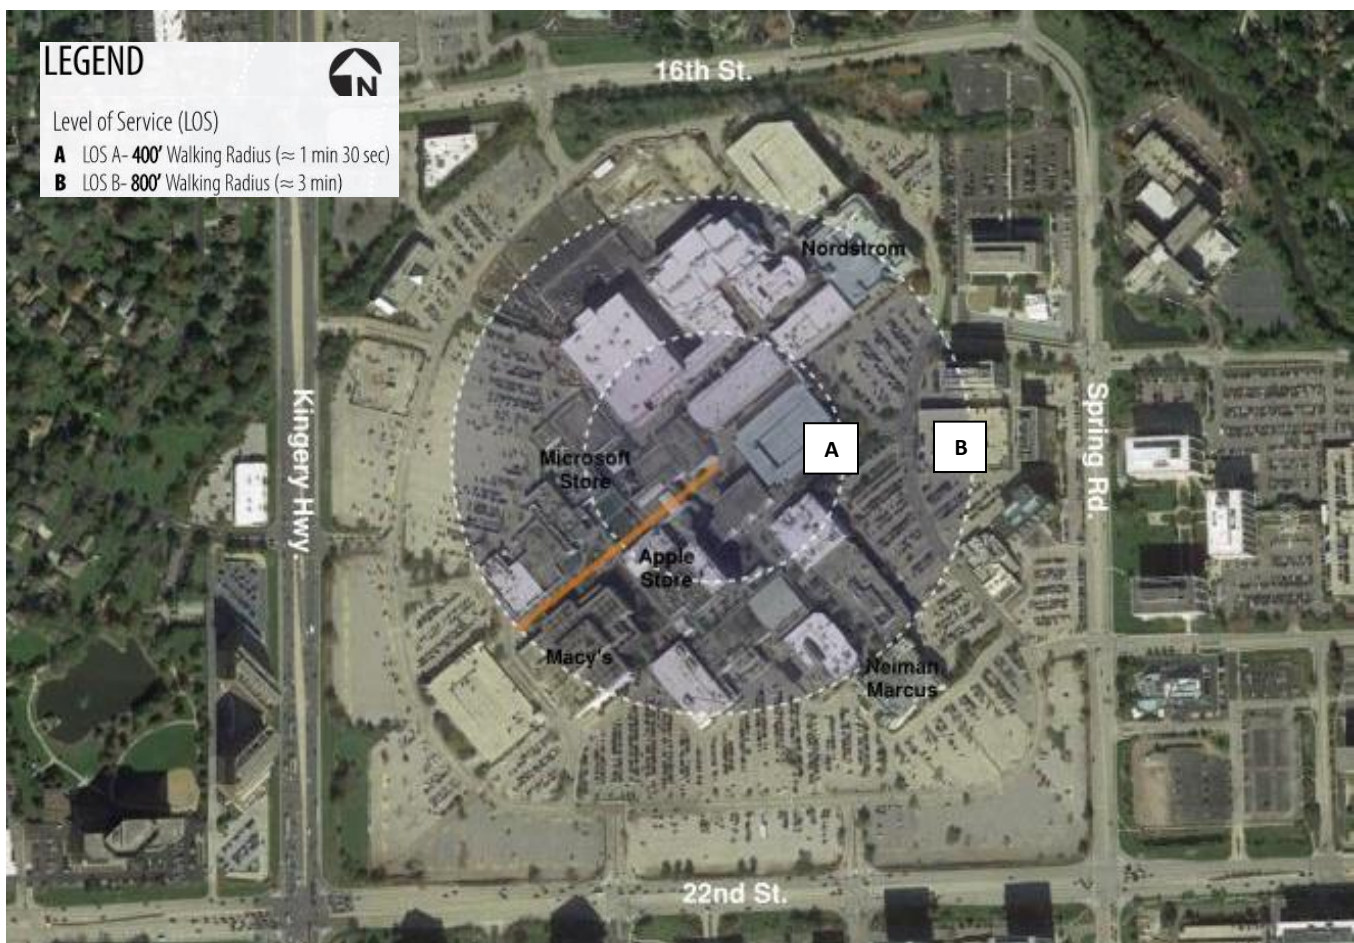 LEGEND
N
Level of Service (LOS)
A LOS A- 400’ Walking Radius (≈ 1 min 30 sec)
B LOS B- 800’ Walking Radius (≈ 3 min)
16th St.
Nordstrom
Kingery Hwy
Spring Rd.
A
B
Microsoft
Store
Apple
Store
Macy's
Neiman
Marcus
22nd St.